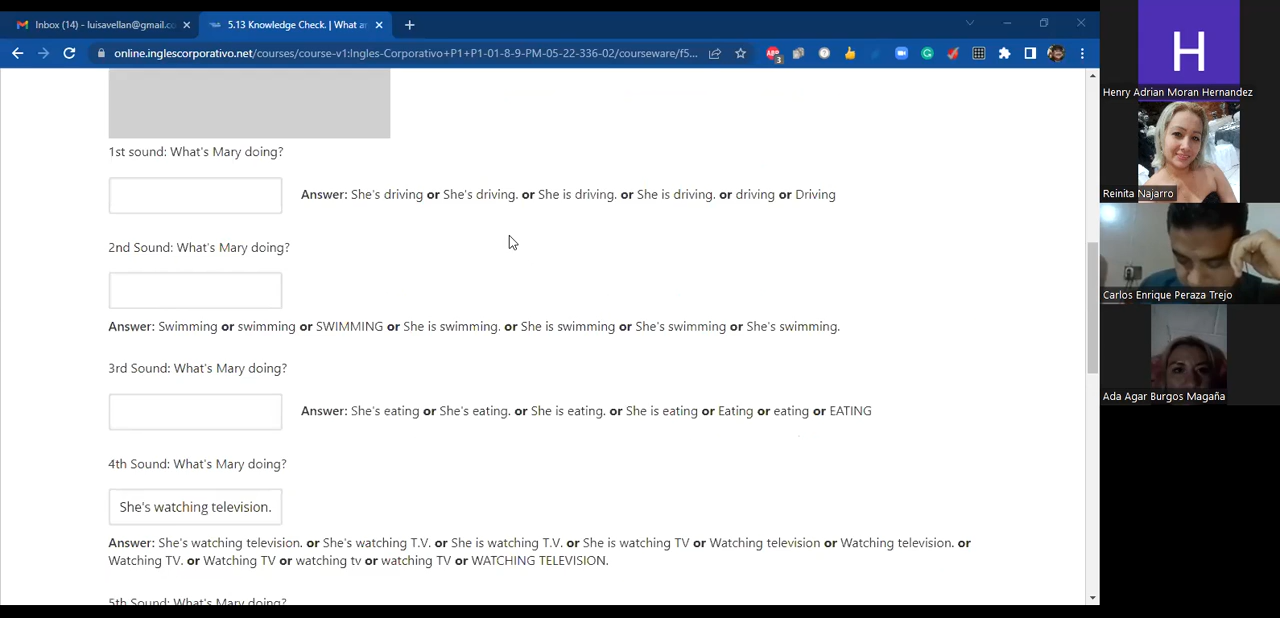 Inbox (14) - luisavellan@gmail.co
5.13 Knowledge Check. | What a
online.inglescorporativo.net/courses/course-v1:Ingles-Corporativo+P1+P1-01-8-9-PM-05-22-336-02/courseware/f5...
3
H
Henry Adrian Moran Hernandez
Reinita Najarro
Carlos Enrique Peraza Trejo
Ada Agar Burgos Magaña
1st sound: What's Mary doing?
Answer: She's driving or She's driving. or She is driving. or She is driving. or driving or Driving
2nd Sound: What's Mary doing?
Answer: Swimming or swimming or SWIMMING or She is swimming. or She is swimming or She's swimming or She's swimming.
3rd Sound: What's Mary doing?
Answer: She's eating or She's eating. or She is eating. or She is eating or Eating or eating or EATING
4th Sound: What's Mary doing?
She's watching television.
Answer: She's watching television. or She's watching T.V. or She is watching T.V. or She is watching TV or Watching television or Watching television. or
Watching TV. or Watching TV or watching tv or watching TV or WATCHING TELEVISION.
5th Sound: What's Mary doing?